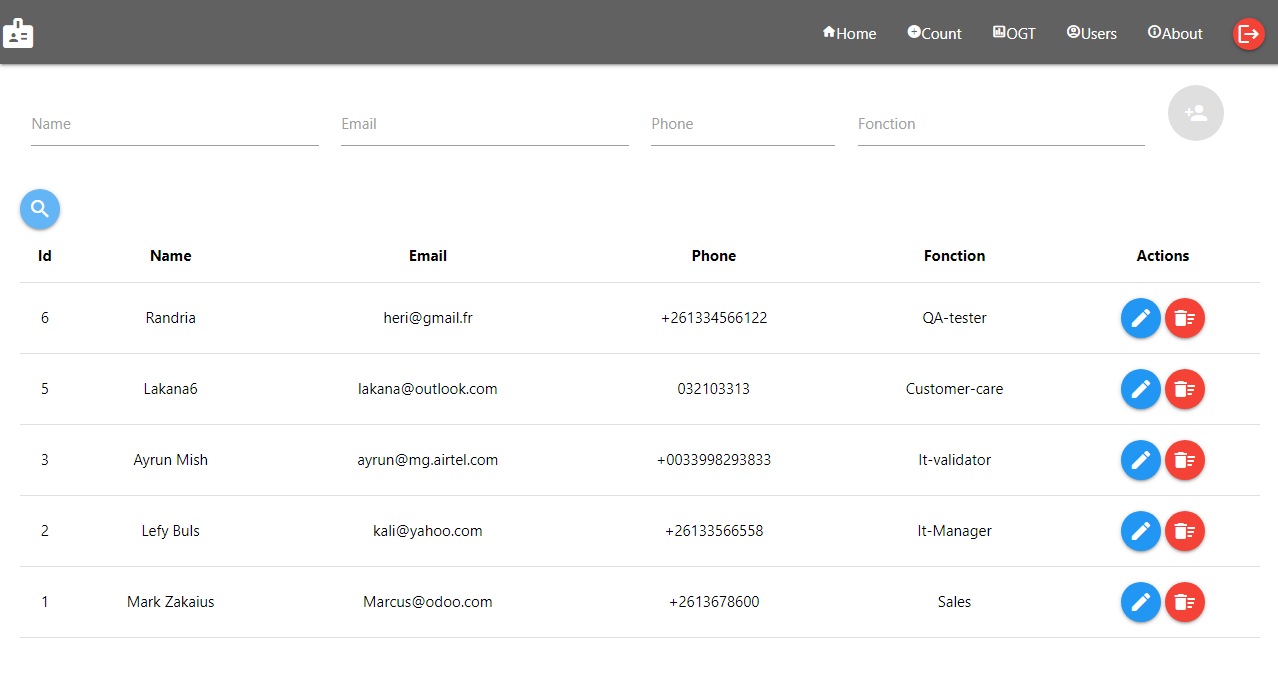 Home Count OGT Users About
Name Email Phone Fonction
Id Name Email Phone Fonction Actions
6 Randria heri@gmail.fr +261334566122 QA-tester
5 Lakana6 lakana@outlook.com 032103313 Customer-care
3 Ayrun Mish ayrun@mg.airtel.com +0033998293833 It-validator
2 Lefy Buls kali@yahoo.com +26133566558 It-Manager
1 Mark Zakaius Marcus@odoo.com +2613678600 Sales